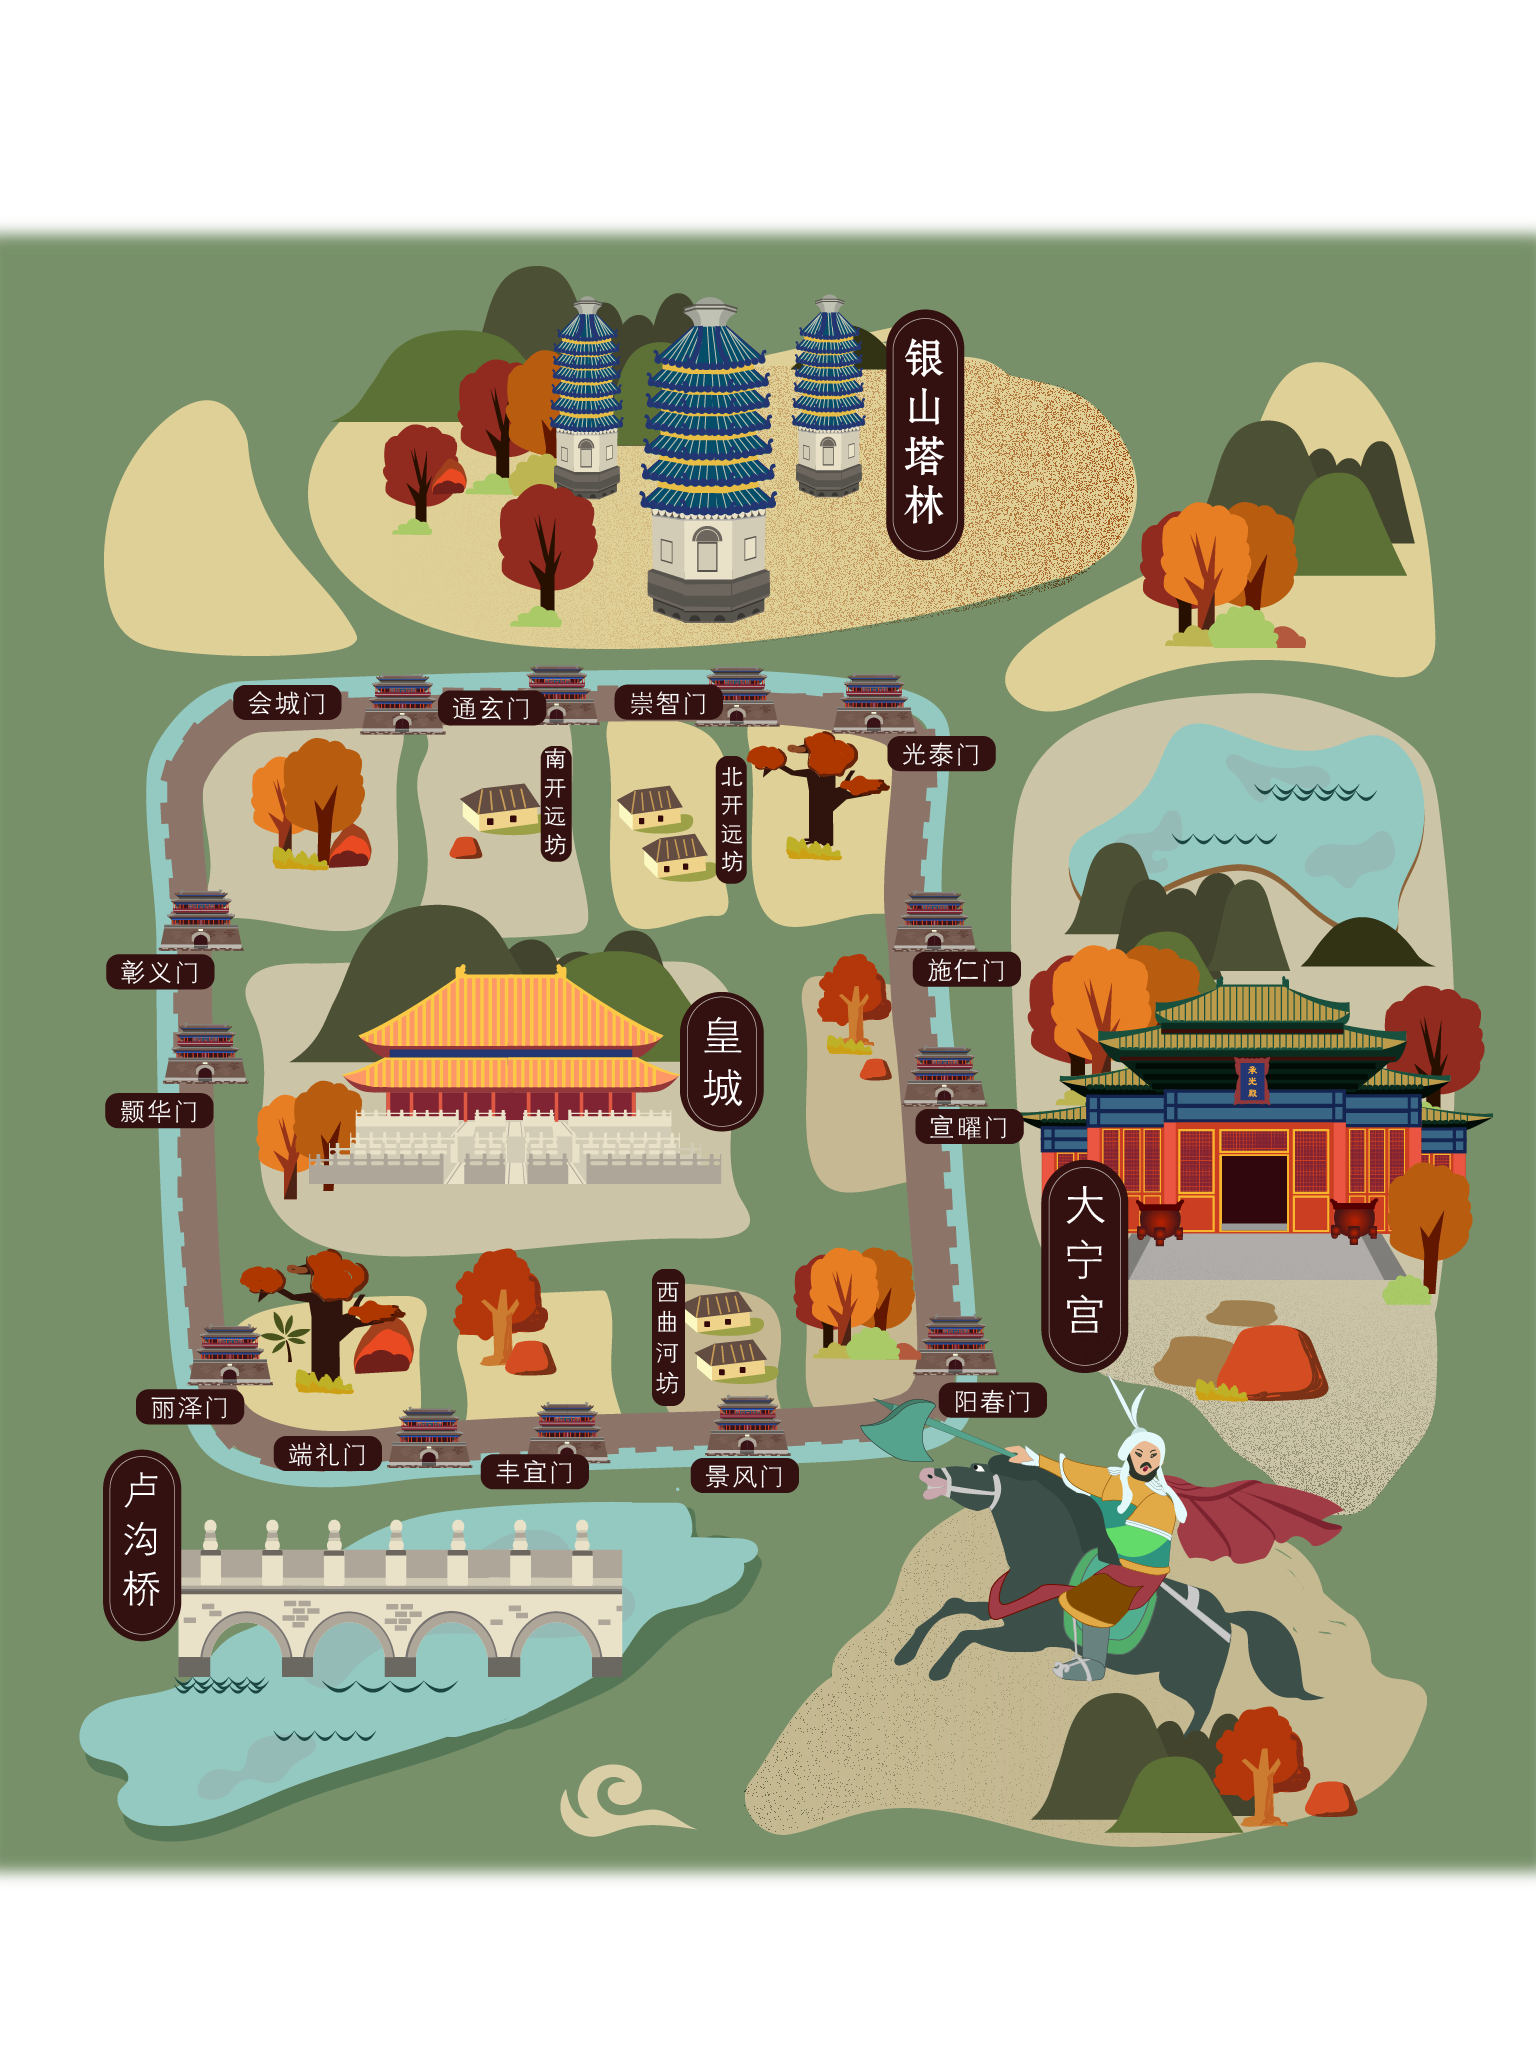 银山塔林
会城门
通玄门
崇智门
光泰门
南开远坊
北开远坊
彰义门
施仁门
皇城
承光殿
颢华门
宣曜门
大宁宫
西曲河坊
丽泽门
阳春门
端礼门
丰宜门
景风门
卢沟桥